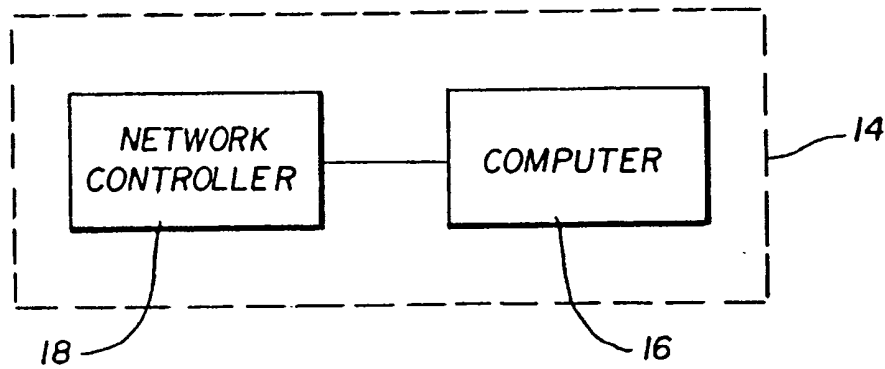 NETWORK
CONTROLLER
COMPUTER
14
18
16